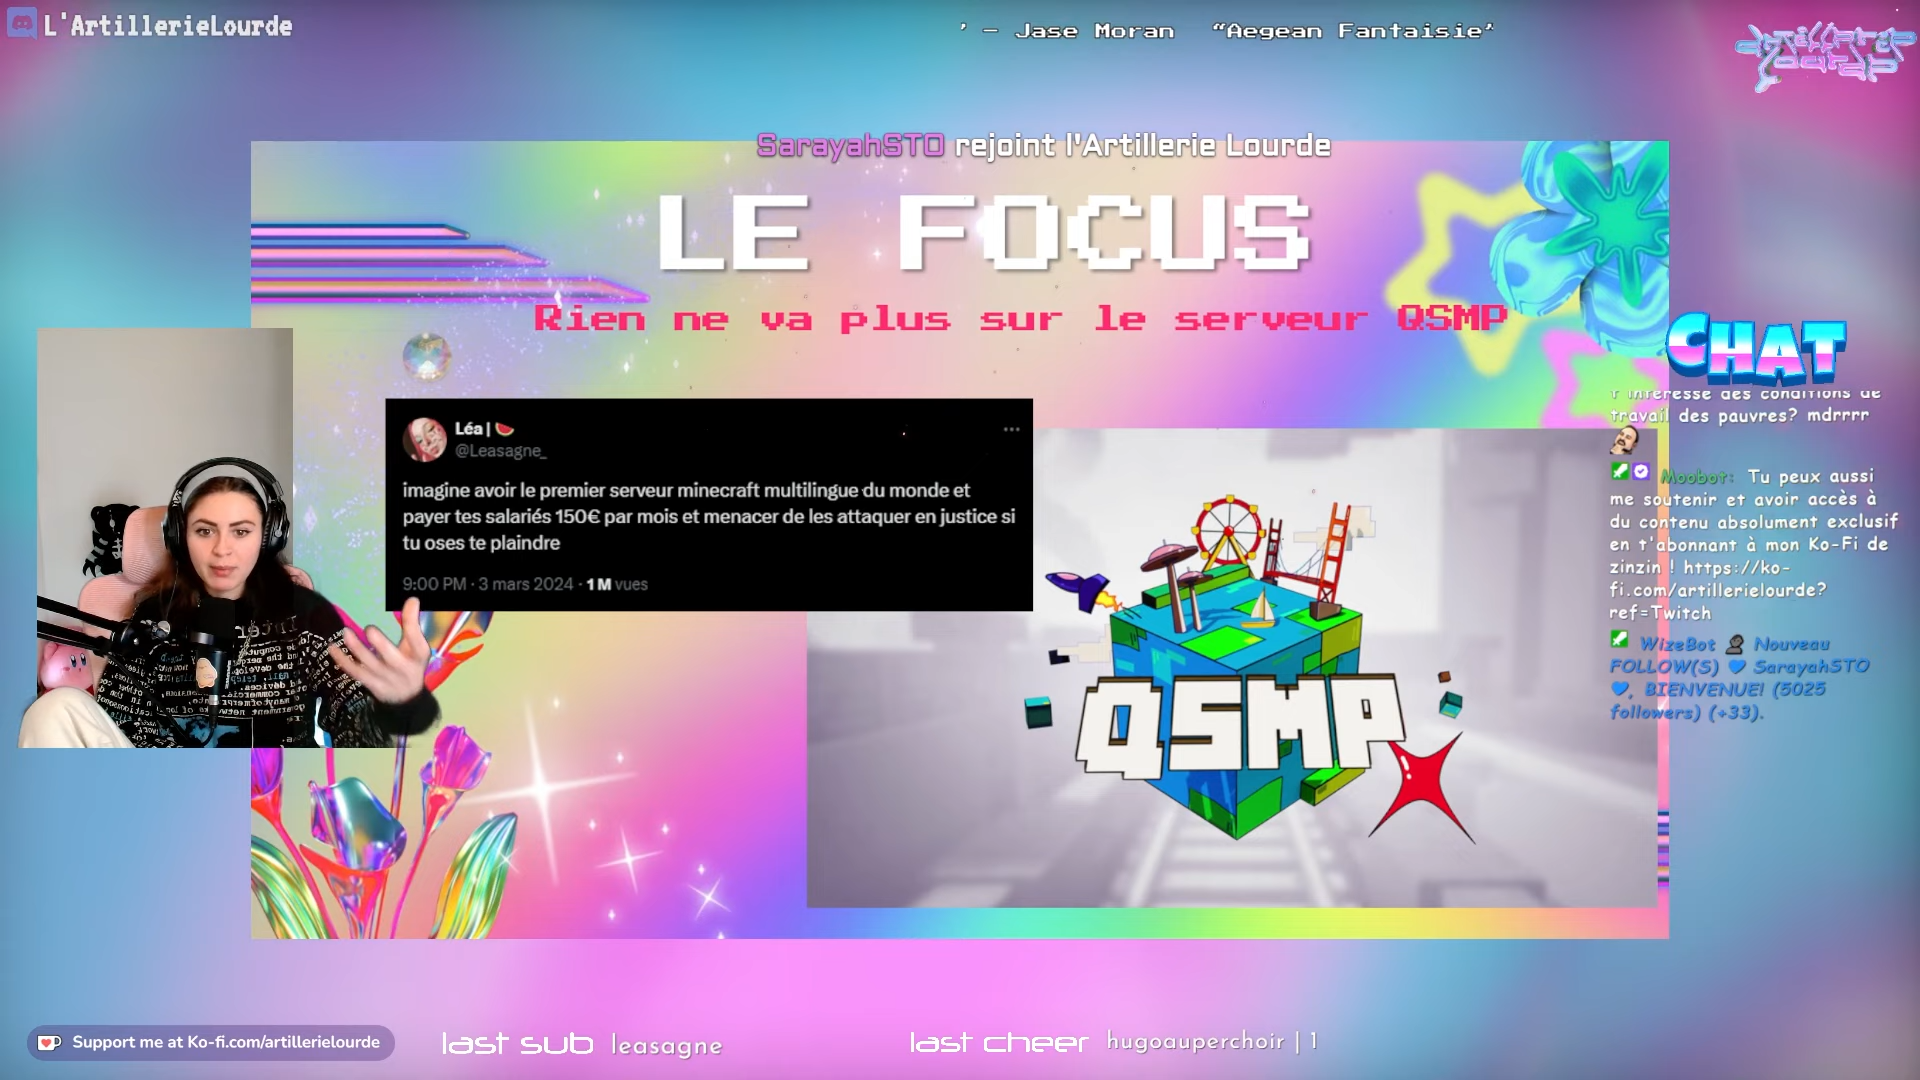 L'ArtillerieLourde
’ – Jase Moran “Aegean Fantaisie’
SarayahSTO rejoint l'Artillerie Lourde
LE FOCUS
Rien ne va plus sur le serveur QSMP
Léa |
@Leasagne_
imagine avoir le premier serveur minecraft multilingue du monde et
payer tes salariés 150€ par mois et menacer de les attaquer en justice si
tu oses te plaindre
9:00 PM · 3 mars 2024 · 1 M vues
QSMP
CHAT
t'interesse des conditions de
travail des pauvres? mdrrrr
Moobot: Tu peux aussi
me soutenir et avoir accès à
du contenu absolument exclusif
en t'abonnant à mon Ko-Fi de
zinzin ! https://ko-
fi.com/artillerielourde?
ref=Twitch
WizeBot Nouveau
FOLLOW(S) 💙 SarayahSTO
💙, BIENVENUE! (5025
followers) (+33).
Support me at Ko-fi.com/artillerielourde
last sub leasagne
last cheer hugoauperchoir | 1